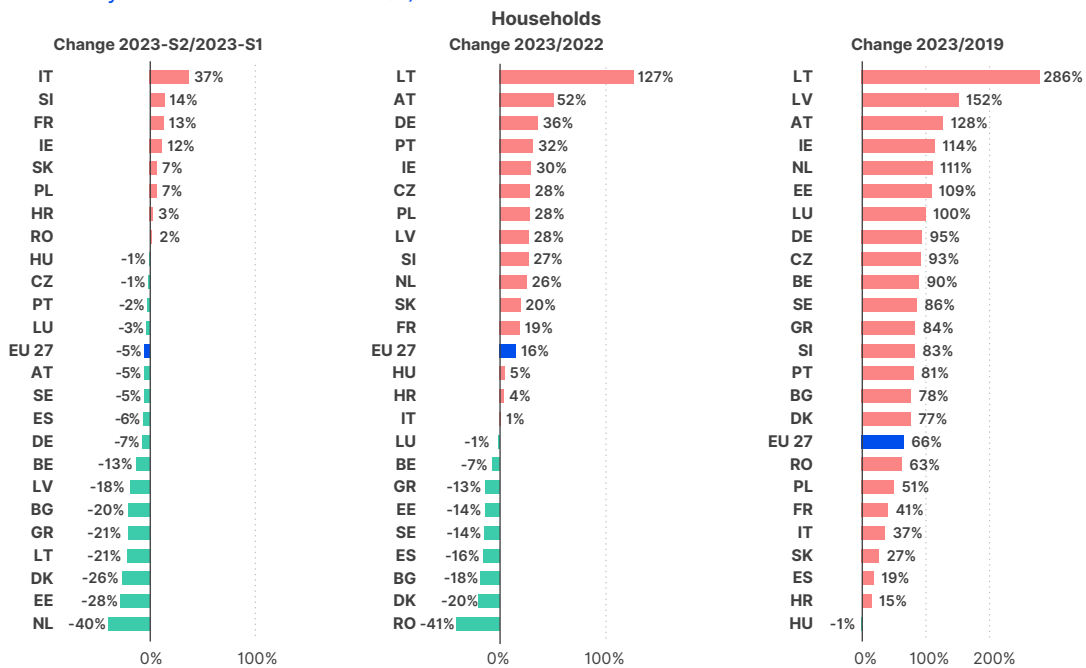 Households
Change 2023-S2/2023-S1
IT 37%
SI 14%
FR 13%
IE 12%
SK 7%
PL 7%
HR 3%
RO 2%
HU -1%
CZ -1%
PT -2%
LU -3%
EU 27 -5%
AT -5%
SE -5%
ES -6%
DE -7%
BE -13%
LV -18%
BG -20%
GR -21%
LT -21%
DK -26%
EE -28%
NL -40%
0% 100%
Change 2023/2022
LT 127%
AT 52%
DE 36%
PT 32%
IE 30%
CZ 28%
PL 28%
LV 28%
SI 27%
NL 26%
SK 20%
FR 19%
EU 27 16%
HU 5%
HR 4%
IT 1%
LU -1%
BE -7%
GR -13%
EE -14%
SE -14%
ES -16%
BG -18%
DK -20%
RO -41%
0% 100%
Change 2023/2019
LT 286%
LV 152%
AT 128%
IE 114%
NL 111%
EE 109%
LU 100%
DE 95%
CZ 93%
BE 90%
SE 86%
GR 84%
SI 83%
PT 81%
BG 78%
DK 77%
EU 27 66%
RO 63%
PL 51%
FR 41%
IT 37%
SK 27%
ES 19%
HR 15%
HU -1%
0% 100% 200%